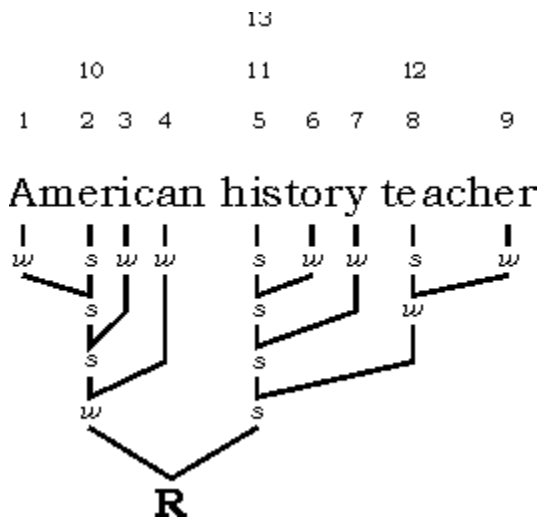 13
10 11 12
1 2 3 4 5 6 7 8 9
American history teacher
w s w w s w w s w
s s w
s s
w s
R